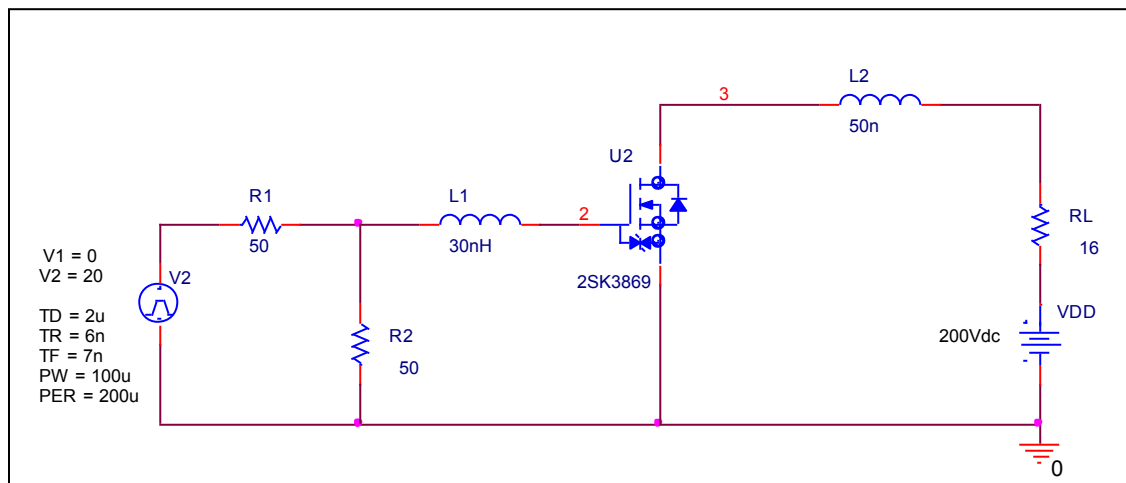 L2
50n
3
U2
R1
50
L1
30nH
2
2SK3869
RL
16
V1 = 0
V2 = 20
V2
TD = 2u
TR = 6n
TF = 7n
PW = 100u
PER = 200u
R2
50
VDD
200Vdc
0